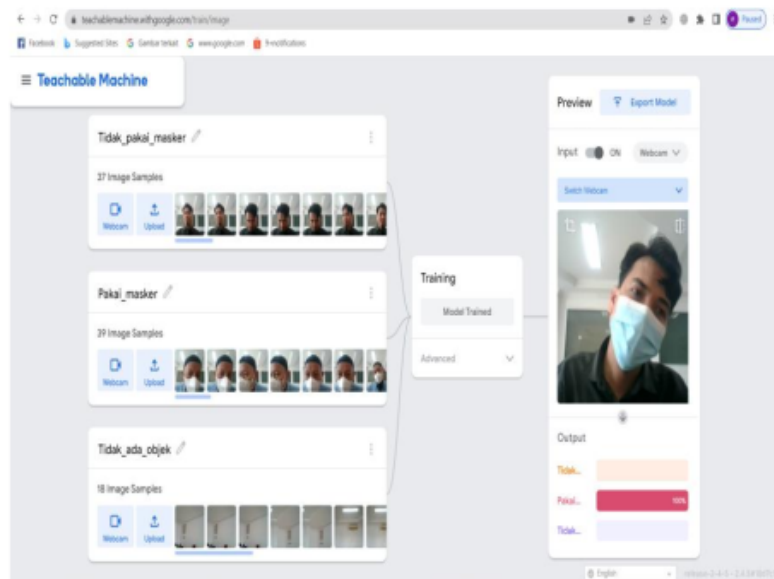 teachablemachine.withgoogle.com/train/image
Paused
Facebook Suggested Sites Gambar terkait www.google.com 9+notifications
Teachable Machine
Tidak_pakai_masker
37 Image Samples
Webcam Upload
Pakai_masker
39 Image Samples
Webcam Upload
Tidak_ada_objek
18 Image Samples
Webcam Upload
Training
Model Trained
Advanced
Preview Export Model
Input ON Webcam
Switch Webcam
Output
Tidak...
Pakai... 100%
Tidak...
English